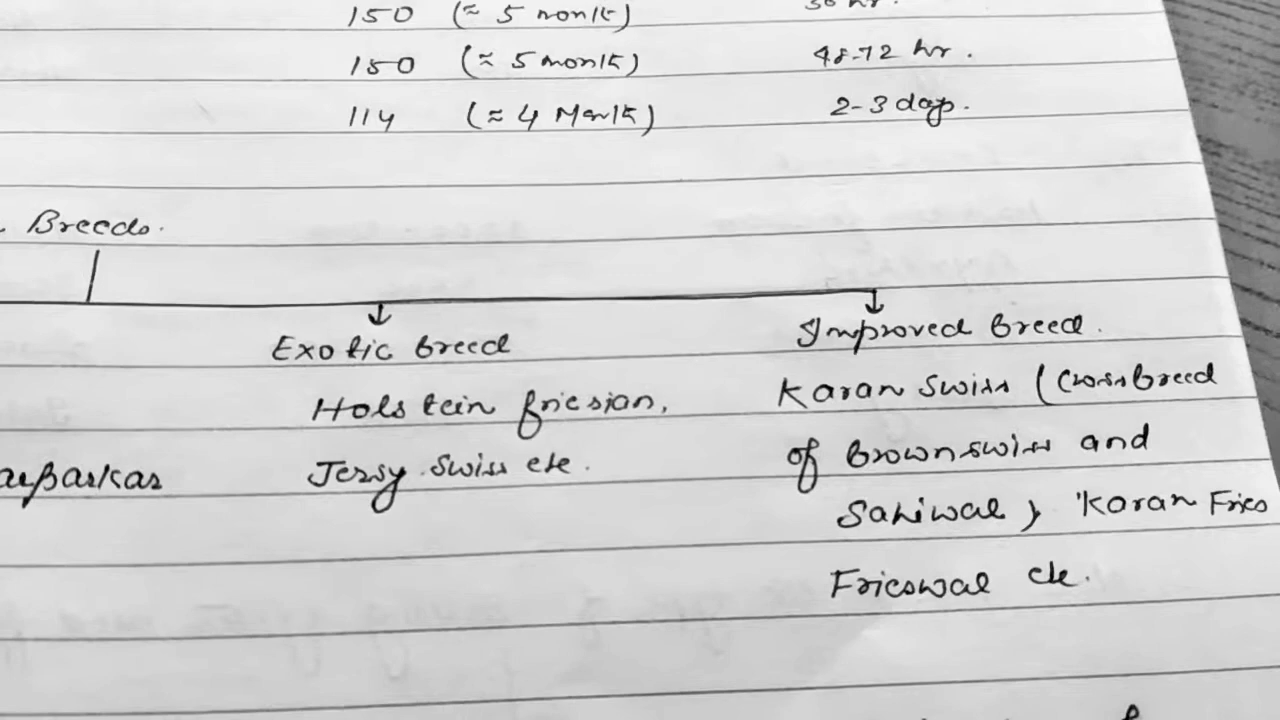 150 (≈ 5 month)
150 (≈ 5 month) 48-72 hr.
114 (≈ 4 Month) 2-3 day.
Breeds.
Exotic breed Improved breed.
Holstein friesian, Karan Swiss (Crossbreed
Jersy Swiss etc. of Brownswiss and
Sahiwal, Karan Fries
Frieswal etc.